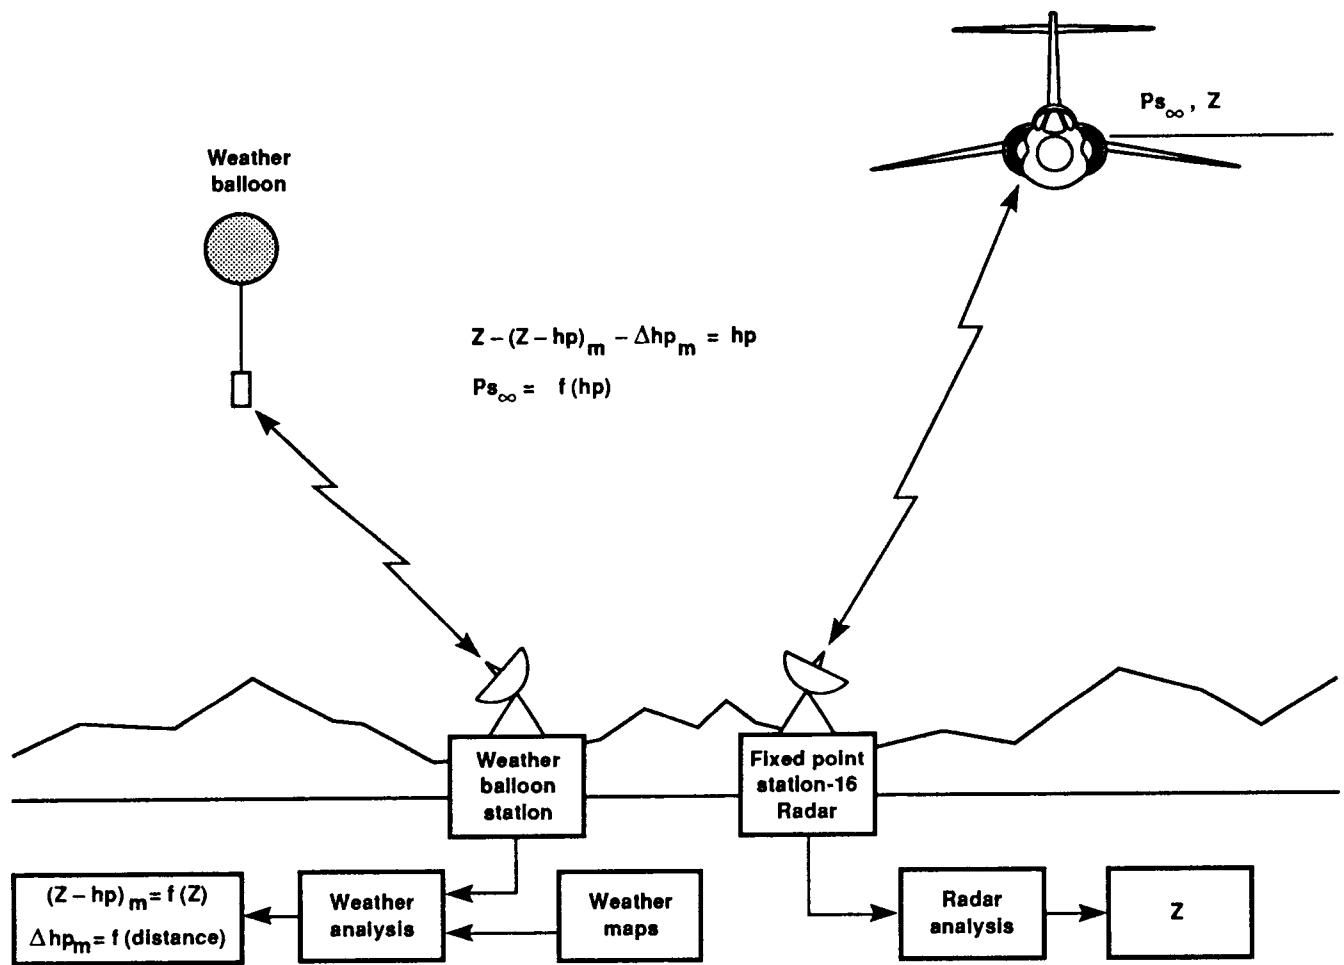 Ps∞ , Z
Weather
balloon
Z – (Z – hp)m – Δhpm = hp
Ps∞ = f (hp)
Weather
balloon
station
Fixed point
station-16
Radar
(Z – hp)m = f (Z)
Δhpm = f (distance)
Weather
analysis
Weather
maps
Radar
analysis
Z